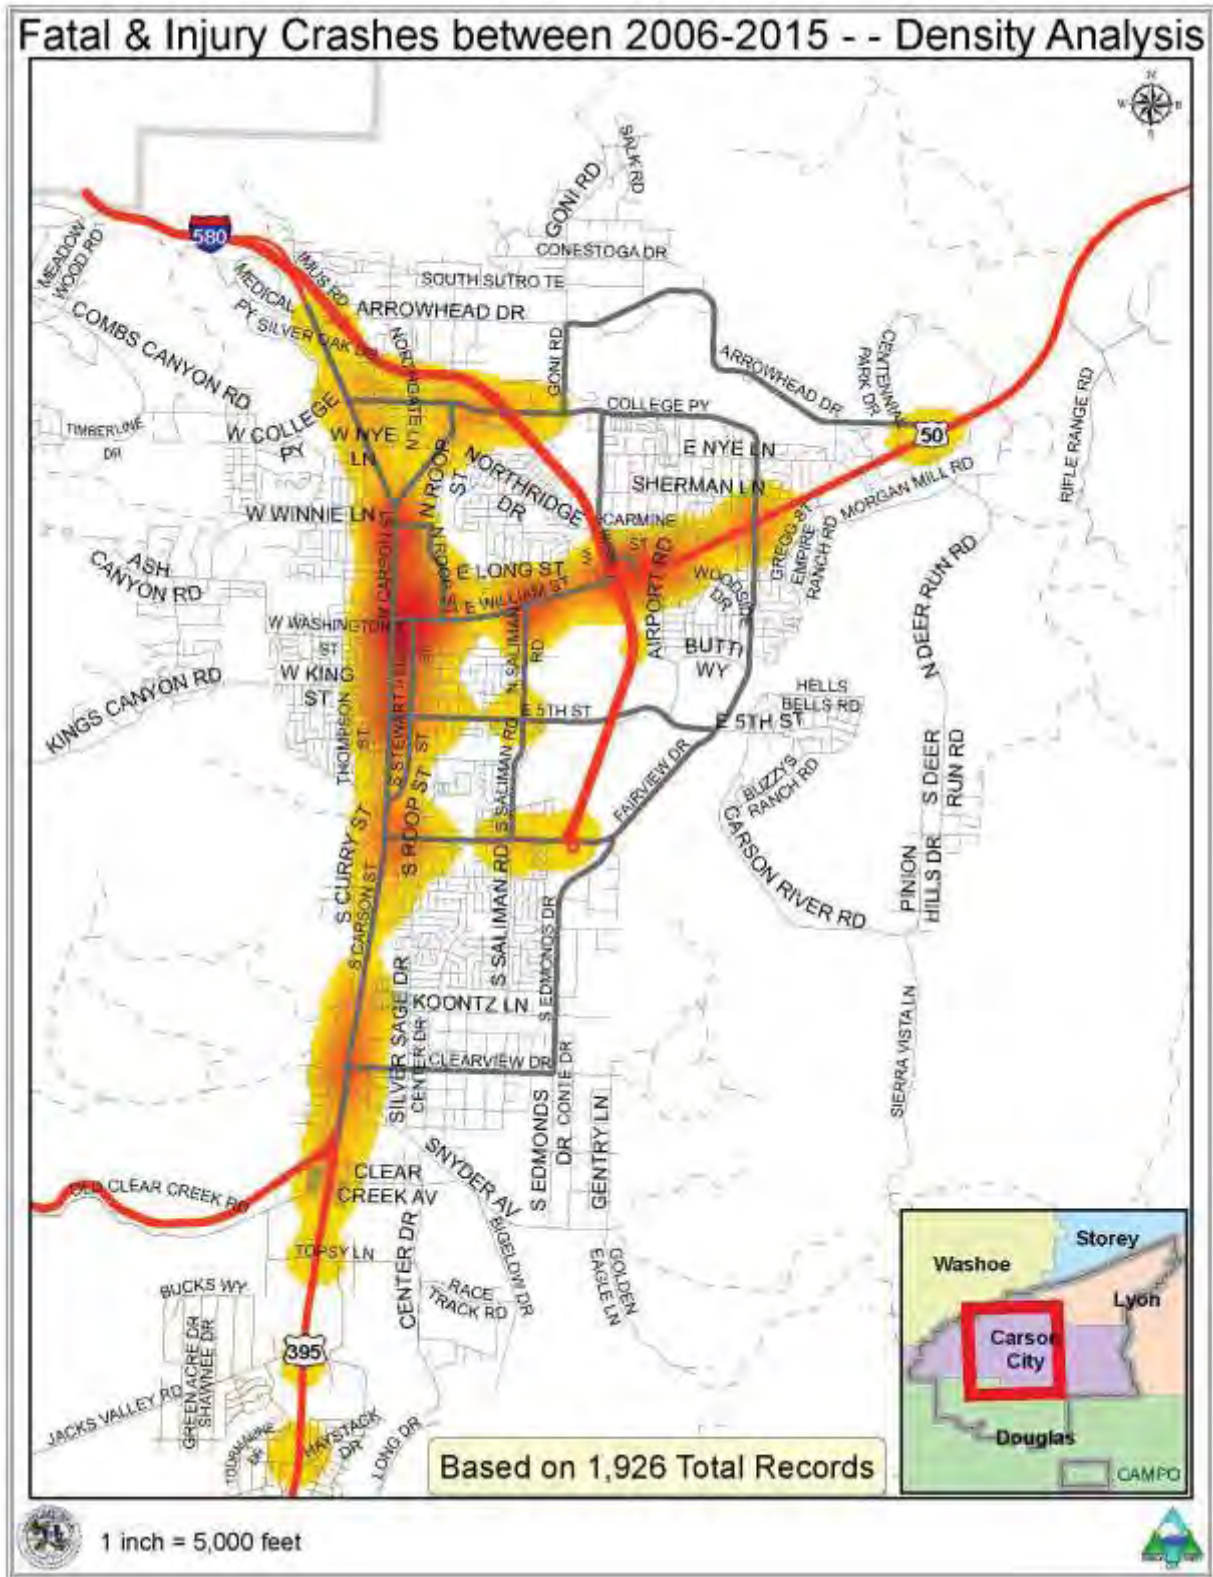 Fatal & Injury Crashes between 2006-2015 - - Density Analysis
N
W
S
SALK RD
GONI RD
580
MEADOW
WOOD RD
CONESTOGA DR
IMUS RD
MEDICAL
PY
SOUTH SUTRO TE
ARROWHEAD DR
SILVER OAK DR
COMBS CANYON RD
NORTHGATE LN
GONI RD
ARROWHEAD DR
CENTENNIAL
PARK DR
RIFLE RANGE RD
COLLEGE PY
TIMBERLINE
DR
W COLLEGE
PY
W NYE
LN
N ROOP
ST
NORTHRIDGE
DR
E NYE LN
50
SHERMAN LN
MORGAN MILL RD
W WINNIE LN
N CARSON ST
N ROOP
CARMINE
ST
GREGG ST
EMPIRE
RANCH RD
ASH
CANYON RD
E LONG ST
E WILLIAM ST
AIRPORT RD
WOODSIDE
DR
N DEER RUN RD
W WASHINGTON
ST
N SALIMAN
RD
BUTTI
WY
W KING
ST
KINGS CANYON RD
HELLS
BELLS RD
THOMPSON
ST
S STEWART
ST
E 5TH ST
E 5TH ST
S ROOP ST
S SALIMAN RD
FAIRVIEW DR
BUZZY'S
RANCH RD
S DEER
RUN RD
S CURRY ST
S CARSON ST
S SALIMAN RD
CARSON RIVER RD
PINION
HILLS DR
SILVER SAGE DR
KOONTZ LN
S EDMONDS DR
CENTER DR
CLEARVIEW DR
SIERRA VISTA LN
S EDMONDS
DR
CONTE DR
GENTRY LN
SNYDER AV
OLD CLEAR CREEK RD
CLEAR
CREEK AV
TOPSY LN
CENTER DR
BIGELOW DR
GOLDEN
EAGLE LN
BUCKS WY
RACE
TRACK RD
GREEN ACRE DR
SHAWNEE DR
395
JACKS VALLEY RD
HAYSTACK
DR
LONG DR
Storey
Washoe
Lyon
Carson
City
Douglas
CAMPO
Based on 1,926 Total Records
1 inch = 5,000 feet